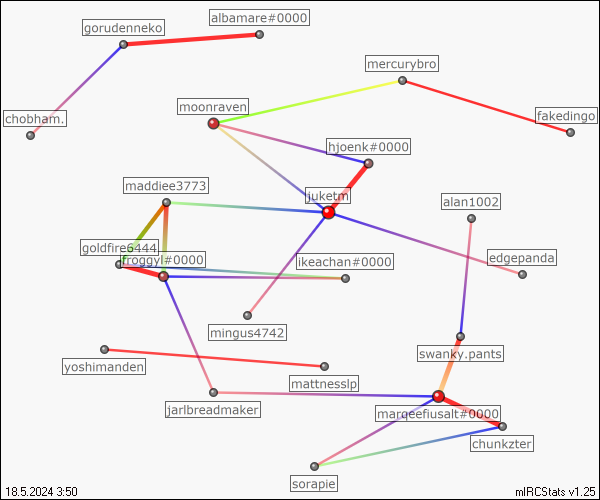 albamare#0000
gorudenneko
mercurybro
moonraven
chobham.
fakedingo
hjoenk#0000
maddiee3773
juketm
alan1002
goldfire6444
froggyl#0000
ikeachan#0000
edgepanda
mingus4742
swanky.pants
yoshimanden
mattnesslp
jarlbreadmaker
marqeefiusalt#0000
chunkzter
sorapie
18.5.2024 3:50
mIRCStats v1.25